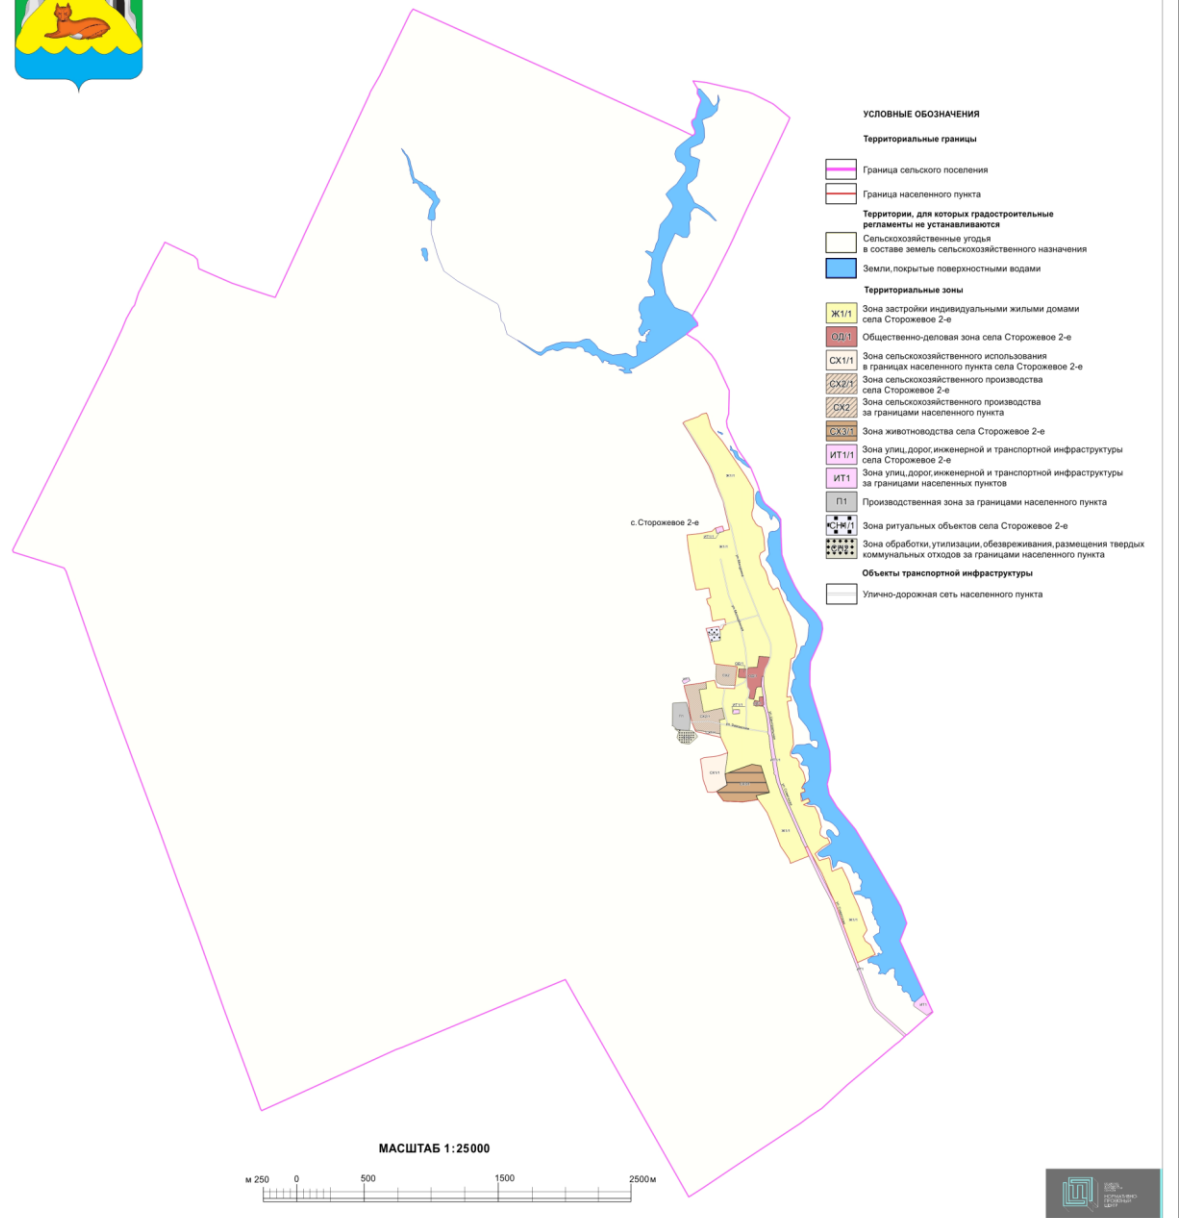 УСЛОВНЫЕ ОБОЗНАЧЕНИЯ
Территориальные границы
Граница сельского поселения
Граница населенного пункта
Территории, для которых градостроительные
регламенты не устанавливаются
Сельскохозяйственные угодья
в составе земель сельскохозяйственного назначения
Земли, покрытые поверхностными водами
Территориальные зоны
Ж1/1 Зона застройки индивидуальными жилыми домами
села Сторожевое 2-е
ОД/1 Общественно-деловая зона села Сторожевое 2-е
СХ1/1 Зона сельскохозяйственного использования
в границах населенного пункта села Сторожевое 2-е
СХ2/1 Зона сельскохозяйственного производства
села Сторожевое 2-е
СХ2 Зона сельскохозяйственного производства
за границами населенного пункта
СХ3/1 Зона животноводства села Сторожевое 2-е
ИТ1/1 Зона улиц, дорог, инженерной и транспортной инфраструктуры
села Сторожевое 2-е
ИТ1 Зона улиц, дорог, инженерной и транспортной инфраструктуры
за границами населенных пунктов
П1 Производственная зона за границами населенного пункта
СН1/1 Зона ритуальных объектов села Сторожевое 2-е
Зона обработки, утилизации, обезвреживания, размещения твердых
коммунальных отходов за границами населенного пункта
Объекты транспортной инфраструктуры
Улично-дорожная сеть населенного пункта
с. Сторожевое 2-е
МАСШТАБ 1:25000
м 250 0 500 1500 2500м